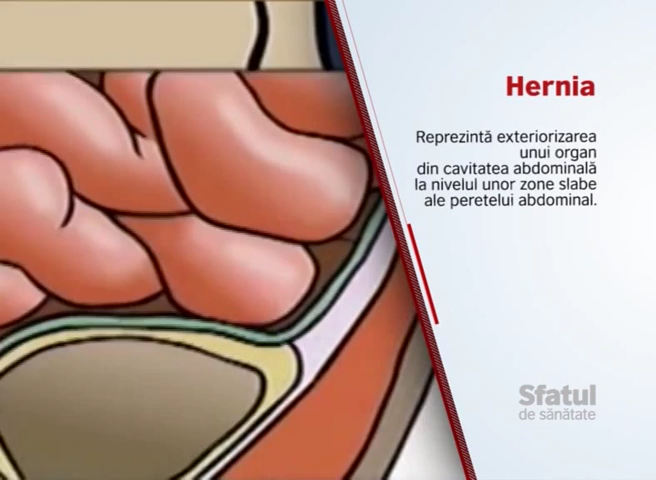 Hernia
Reprezintă exteriorizarea
unui organ
din cavitatea abdominală
la nivelul unor zone slabe
ale peretelui abdominal.
Sfatul
de sănătate